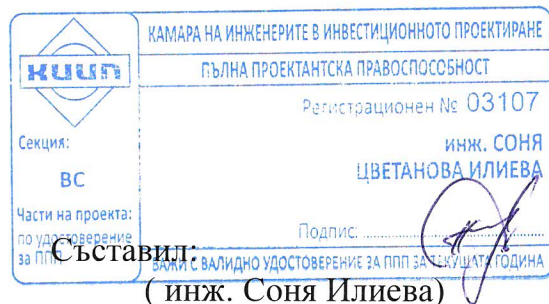 КАМАРА НА ИНЖЕНЕРИТЕ В ИНВЕСТИЦИОННОТО ПРОЕКТИРАНЕ
КИИП
ПЪЛНА ПРОЕКТАНТСКА ПРАВОСПОСОБНОСТ
Регистрационен № 03107
Секция:
ВС
инж. СОНЯ
ЦВЕТАНОВА ИЛИЕВА
Части на проекта:
по удостоверение
за ППП
Подпис:
Съставил:
ВАЖИ С ВАЛИДНО УДОСТОВЕРЕНИЕ ЗА ППП ЗА ТЕКУЩАТА ГОДИНА
( инж. Соня Илиева)